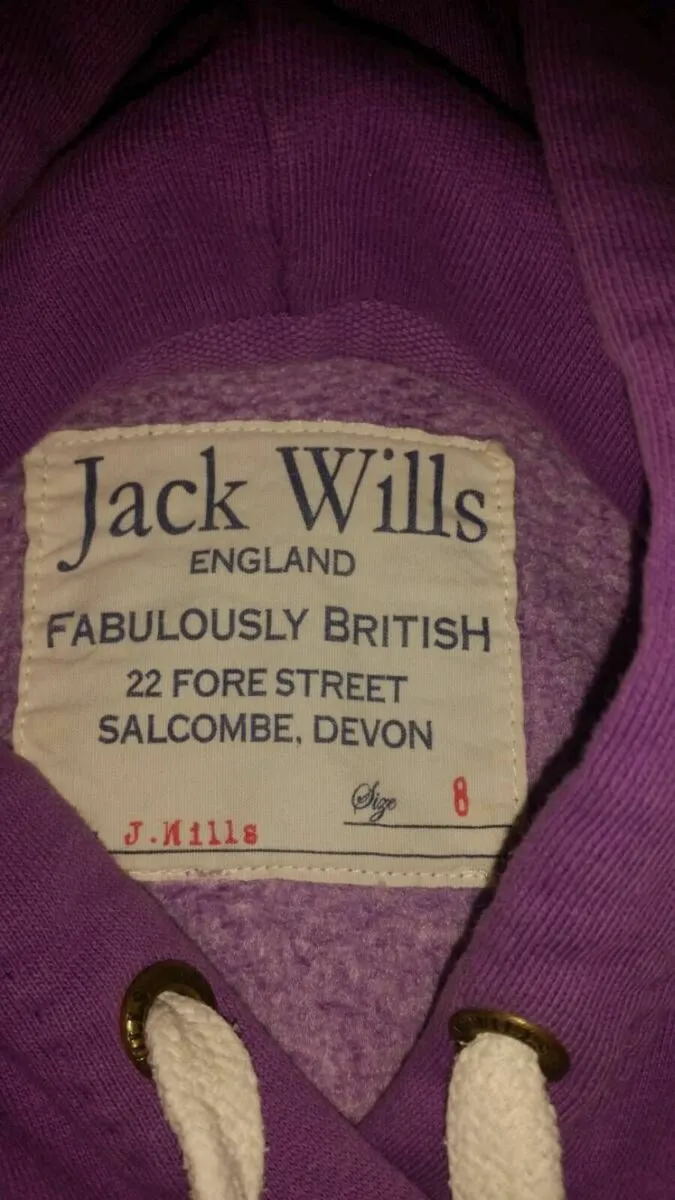 Jack Wills
ENGLAND
FABULOUSLY BRITISH
22 FORE STREET
SALCOMBE, DEVON
Size 8
J.Wills